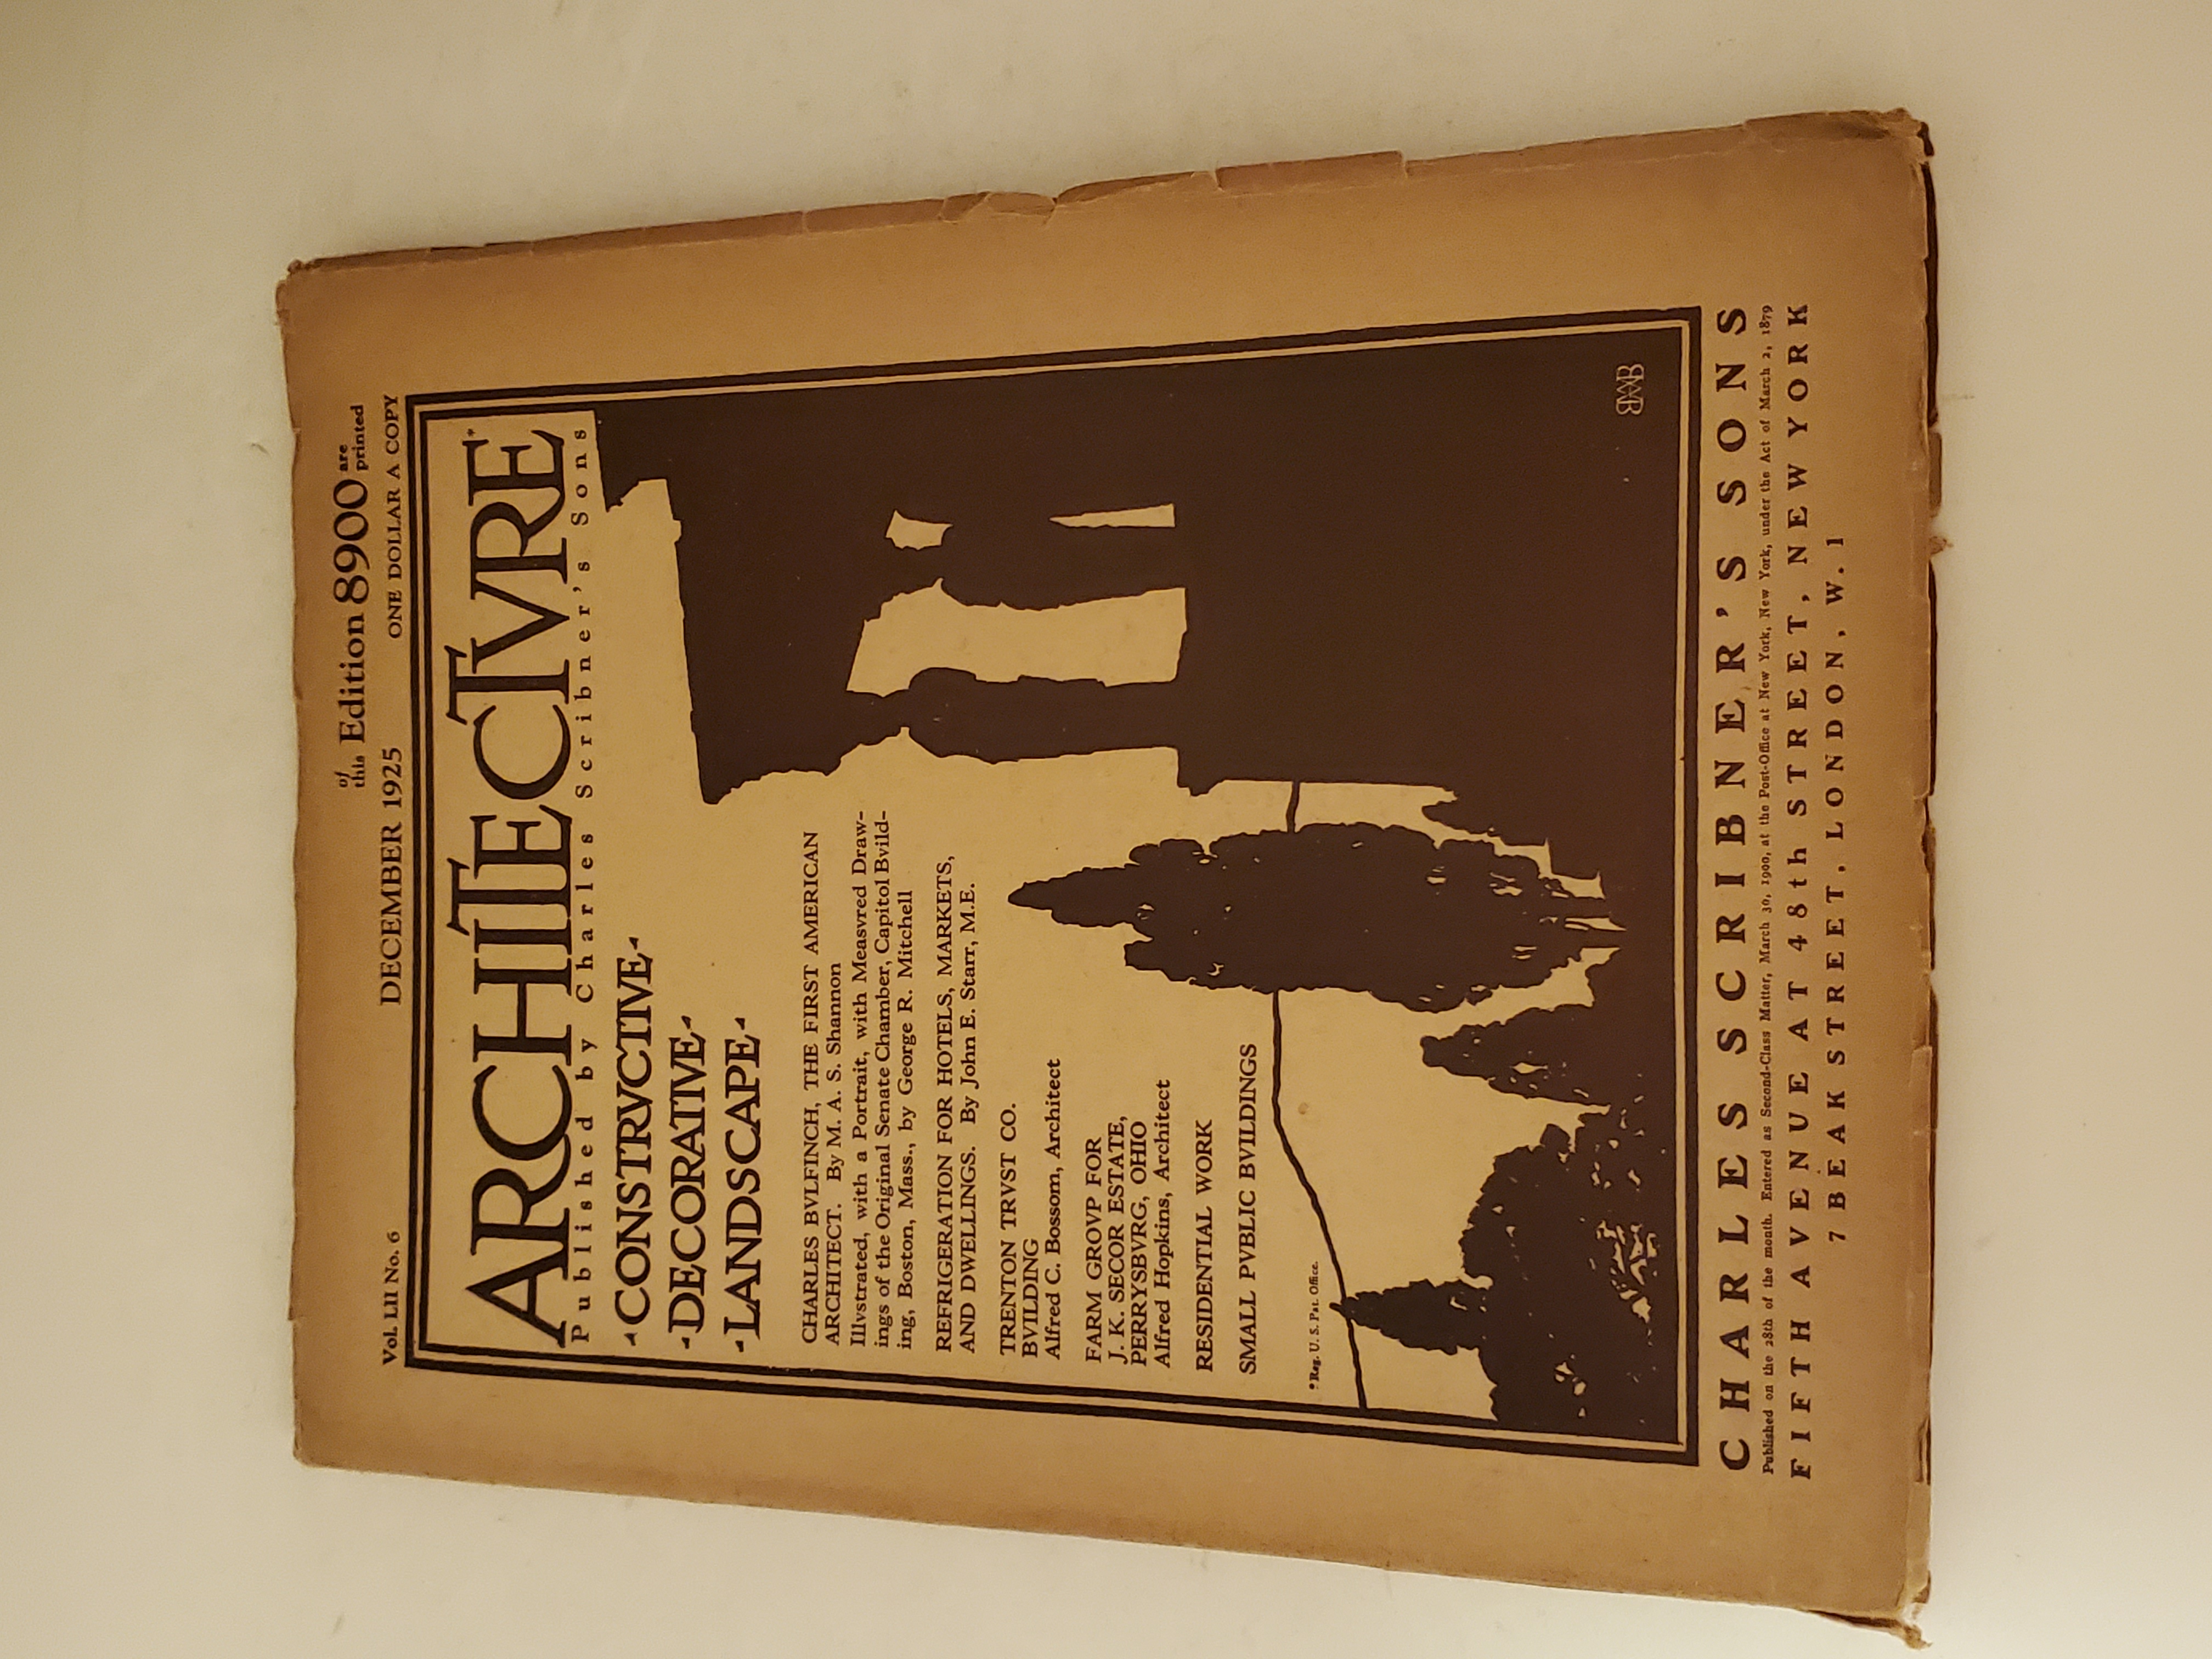 of this Edition 8900 are printed
Vol. LII No. 6 DECEMBER 1925 ONE DOLLAR A COPY
ARCHITECTVRE*
Published by Charles Scribner's Sons
-CONSTRVCTIVE-
-DECORATIVE-
-LANDSCAPE-
CHARLES BVLFINCH, THE FIRST AMERICAN
ARCHITECT. By M. A. S. Shannon
Illvstrated, with a Portrait, with Measvred Draw-
ings of the Original Senate Chamber, Capitol Bvild-
ing, Boston, Mass., by George R. Mitchell
REFRIGERATION FOR HOTELS, MARKETS,
AND DWELLINGS. By John E. Starr, M.E.
TRENTON TRVST CO.
BVILDING
Alfred C. Bossom, Architect
FARM GROVP FOR
J. K. SECOR ESTATE,
PERRYSBVRG, OHIO
Alfred Hopkins, Architect
RESIDENTIAL WORK
SMALL PVBLIC BVILDINGS
*Reg. U. S. Pat. Office.
CHARLES SCRIBNER'S SONS
Published on the 28th of the month. Entered as Second-Class Matter, March 30, 1900, at the Post-Office at New York, New York, under the Act of March 2, 1879
FIFTH AVENUE AT 48th STREET, NEW YORK
7 BEAK STREET, LONDON, W. 1